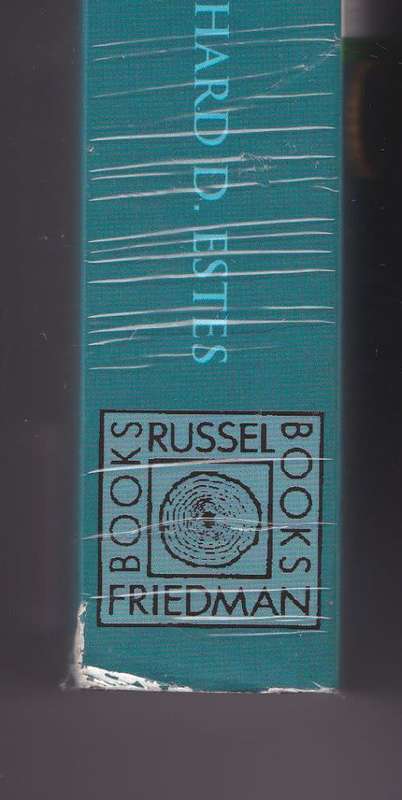 HARD D. ESTES
RUSSEL
BOOKS
BOOKS
FRIEDMAN